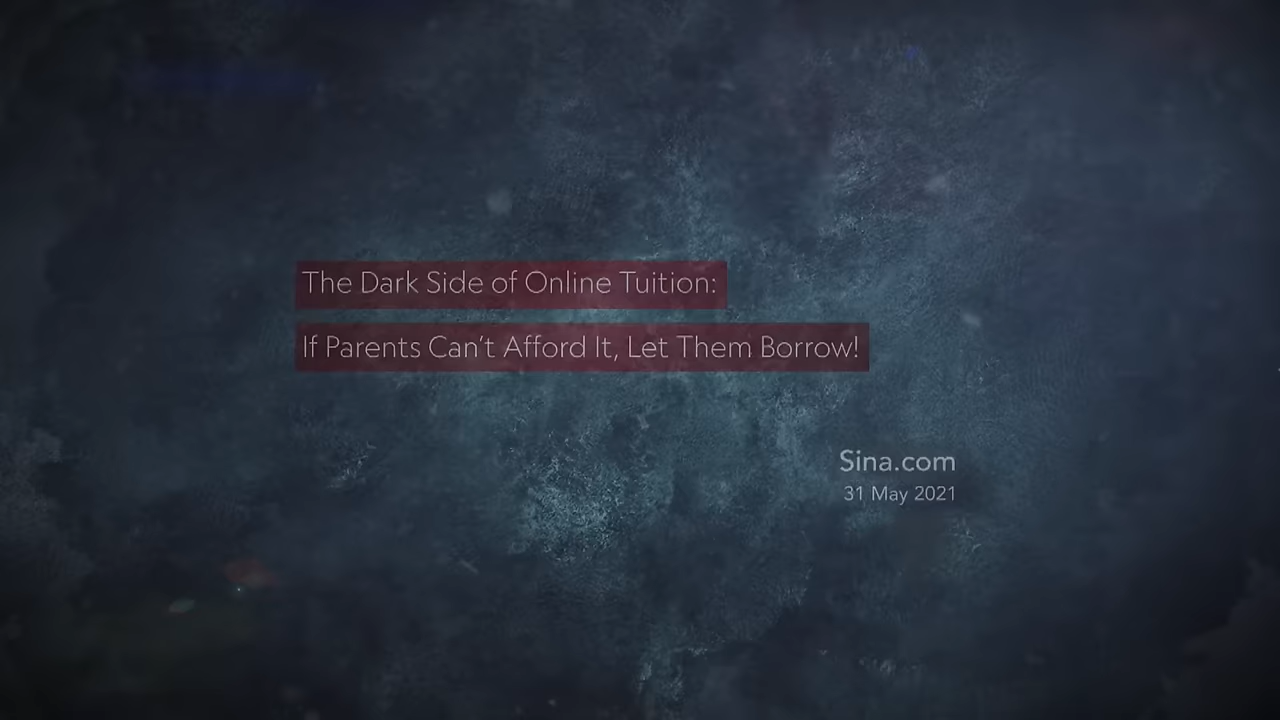 The Dark Side of Online Tuition:
If Parents Can’t Afford It, Let Them Borrow!
Sina.com
31 May 2021